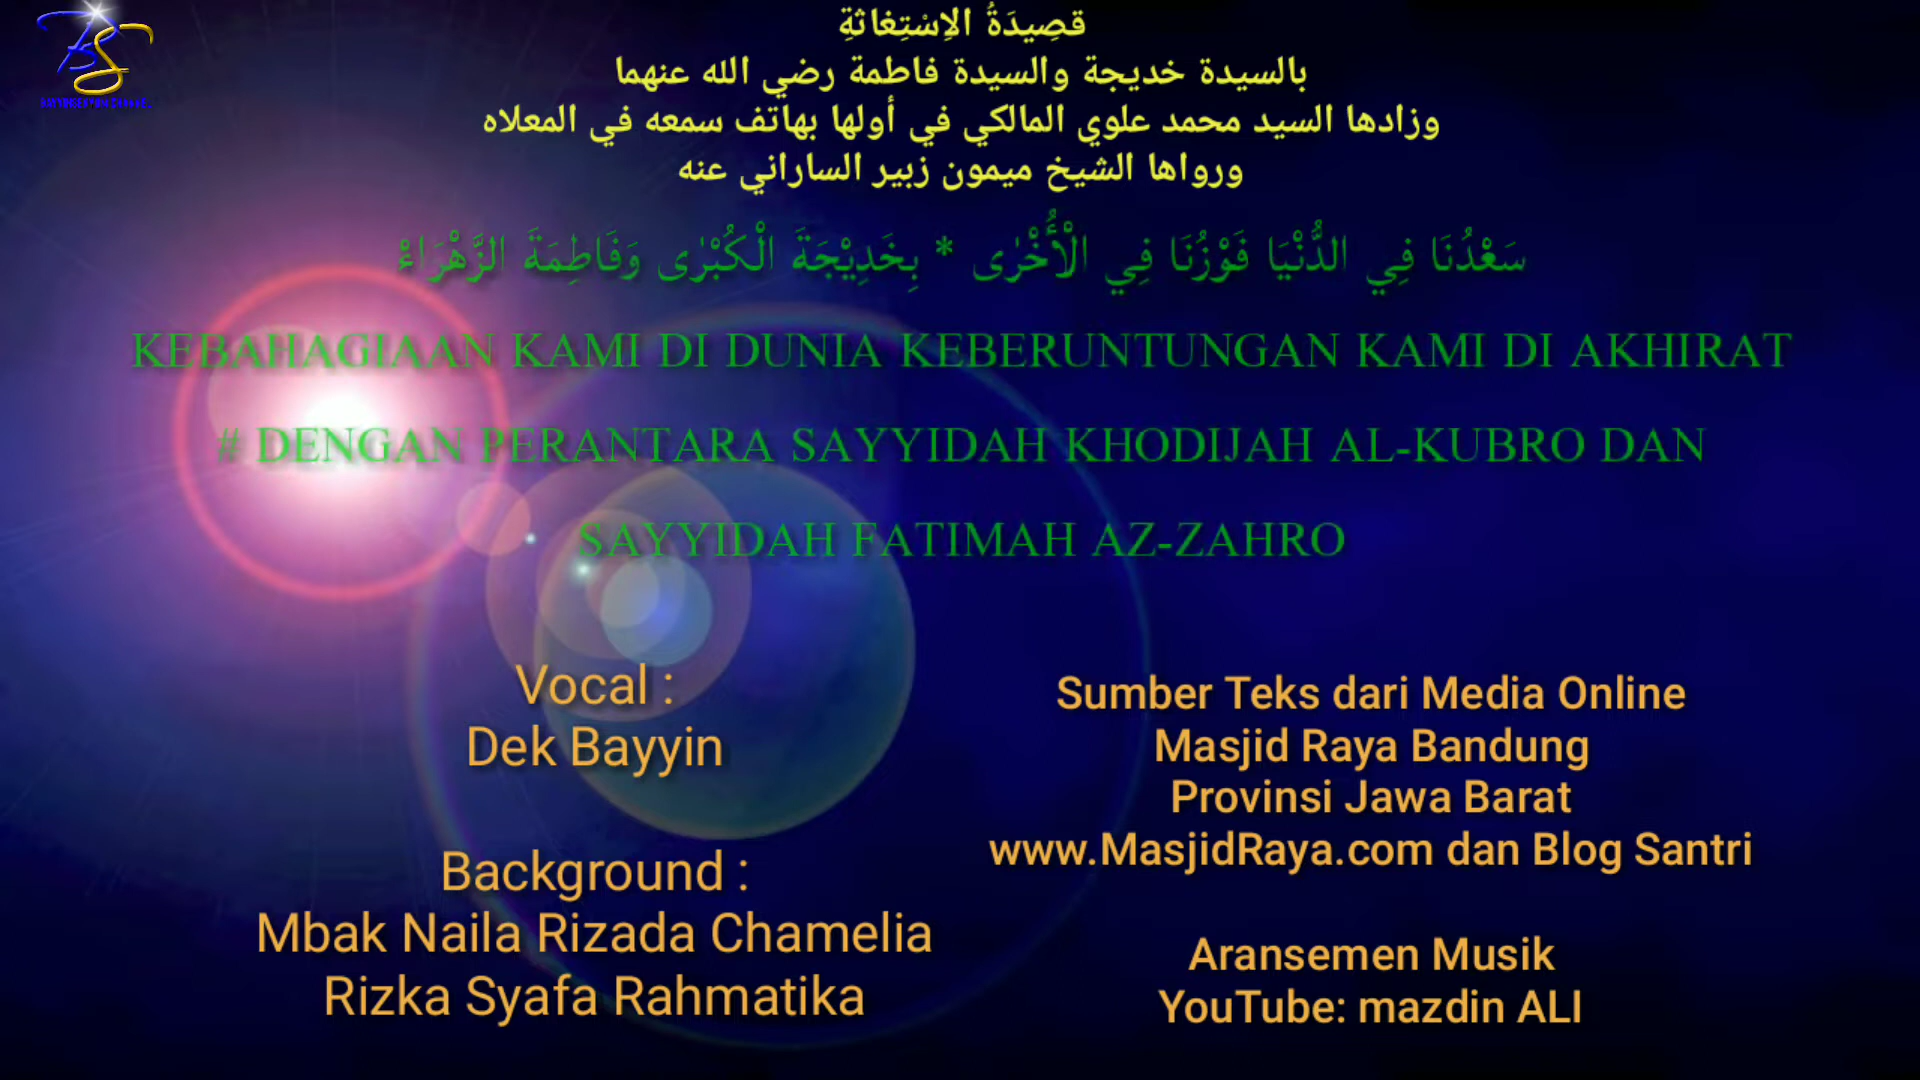 قصِيدَةُ الاِسْتِغاثةِ
بالسيدة خديجة والسيدة فاطمة رضي الله عنهما
وزادها السيد محمد علوي المالكي في أولها بهاتف سمعه في المعلاه
ورواها الشيخ ميمون زبير الساراني عنه
سَعْدُنَا فِي الدُّنْيَا فَوْزُنَا فِي الْأُخْرٰى * بِخَدِيْجَةَ الْكُبْرٰى وَفَاطِمَةَ الزَّهْرَاءْ
KEBAHAGIAAN KAMI DI DUNIA KEBERUNTUNGAN KAMI DI AKHIRAT
# DENGAN PERANTARA SAYYIDAH KHODIJAH AL-KUBRO DAN
SAYYIDAH FATIMAH AZ-ZAHRO
Vocal :
Dek Bayyin
Background :
Mbak Naila Rizada Chamelia
Rizka Syafa Rahmatika
Sumber Teks dari Media Online
Masjid Raya Bandung
Provinsi Jawa Barat
www.MasjidRaya.com dan Blog Santri
Aransemen Musik
YouTube: mazdin ALI